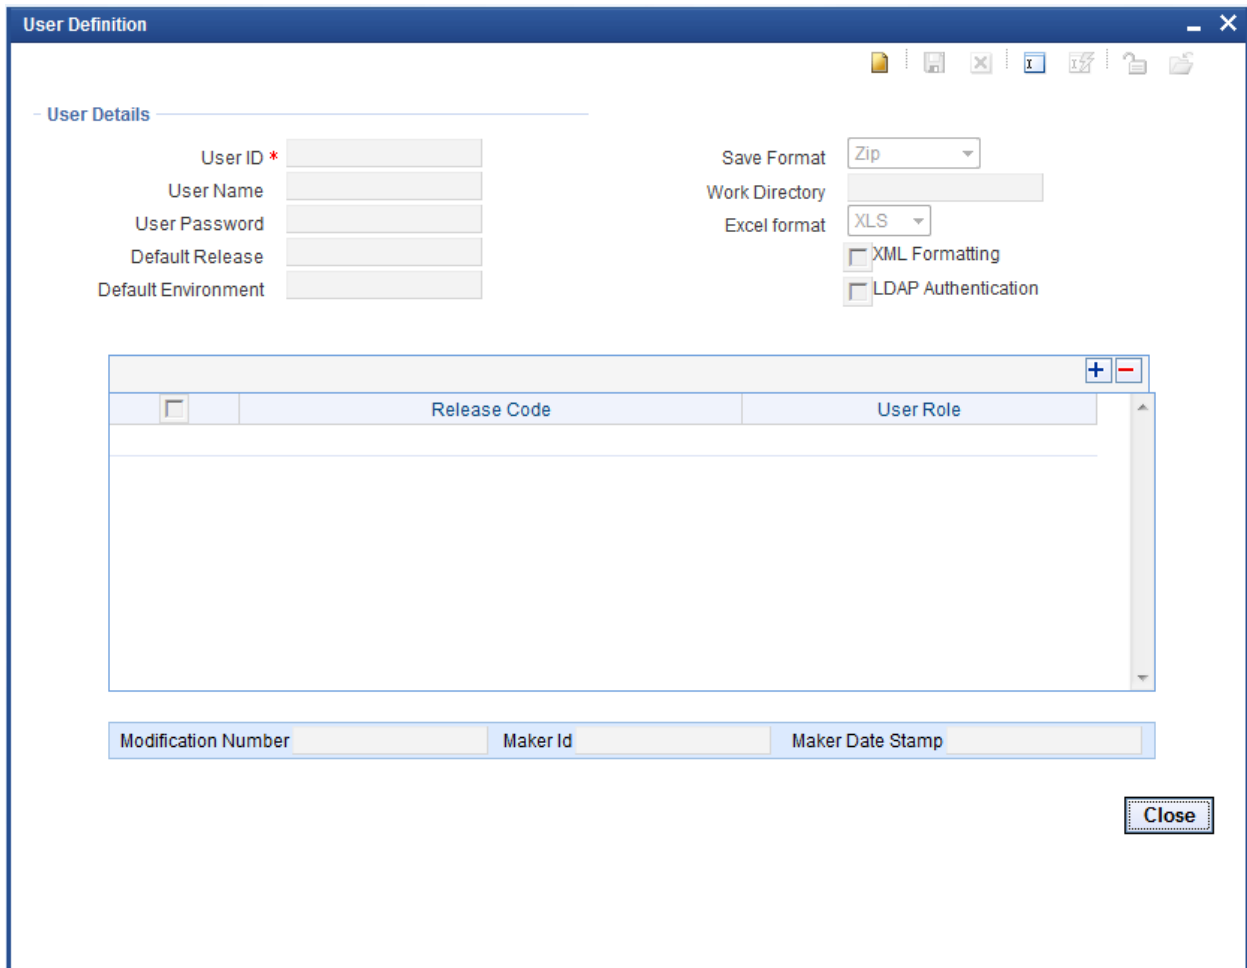 User Definition
User Details
User ID *
User Name
User Password
Default Release
Default Environment
Save Format Zip
Work Directory
Excel format XLS
XML Formatting
LDAP Authentication
Release Code User Role
Modification Number Maker Id Maker Date Stamp
Close